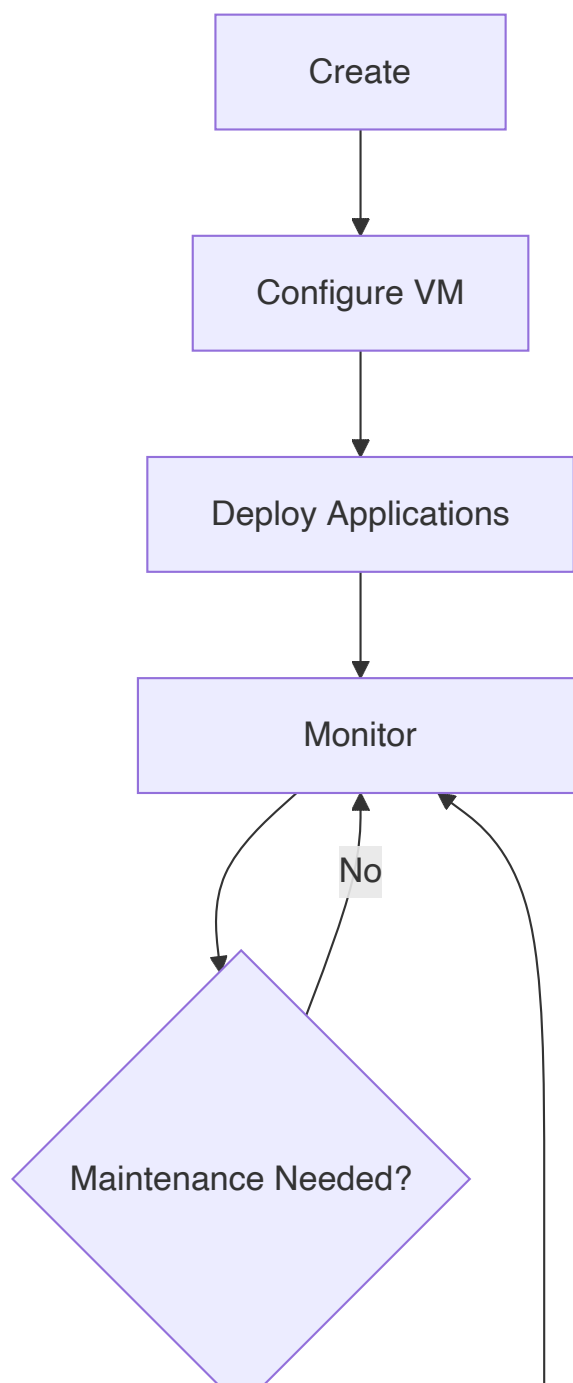 Create
Configure VM
Deploy Applications
Monitor
No
Maintenance Needed?